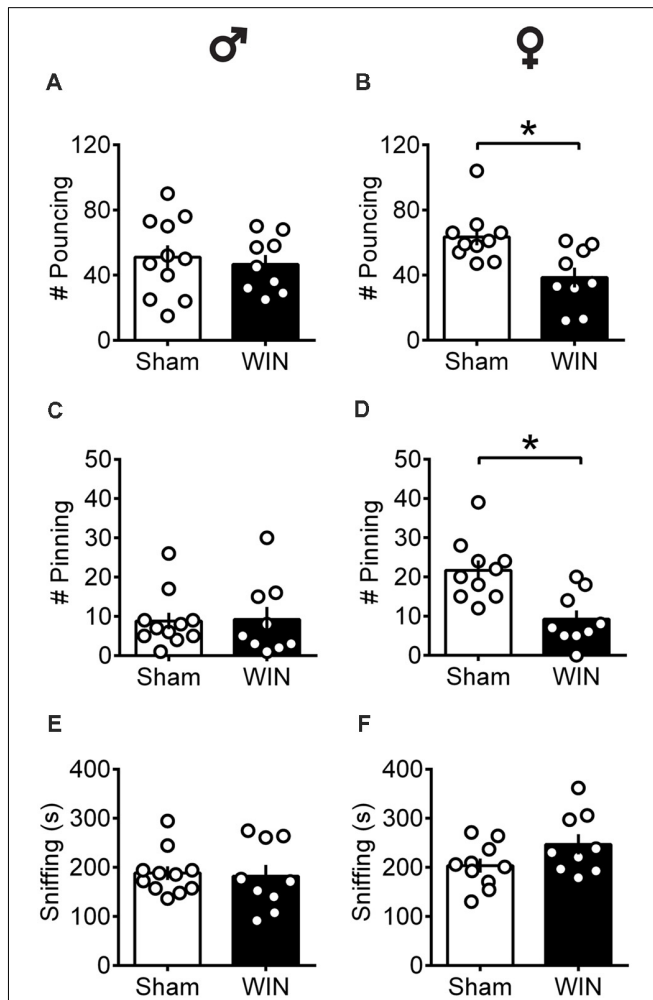 ♂ ♀
A
# Pouncing
120
80
40
0
Sham WIN
B
*
# Pouncing
120
80
40
0
Sham WIN
C
# Pinning
50
40
30
20
10
0
Sham WIN
D
*
# Pinning
50
40
30
20
10
0
Sham WIN
E
Sniffing (s)
400
300
200
100
0
Sham WIN
F
Sniffing (s)
400
300
200
100
0
Sham WIN